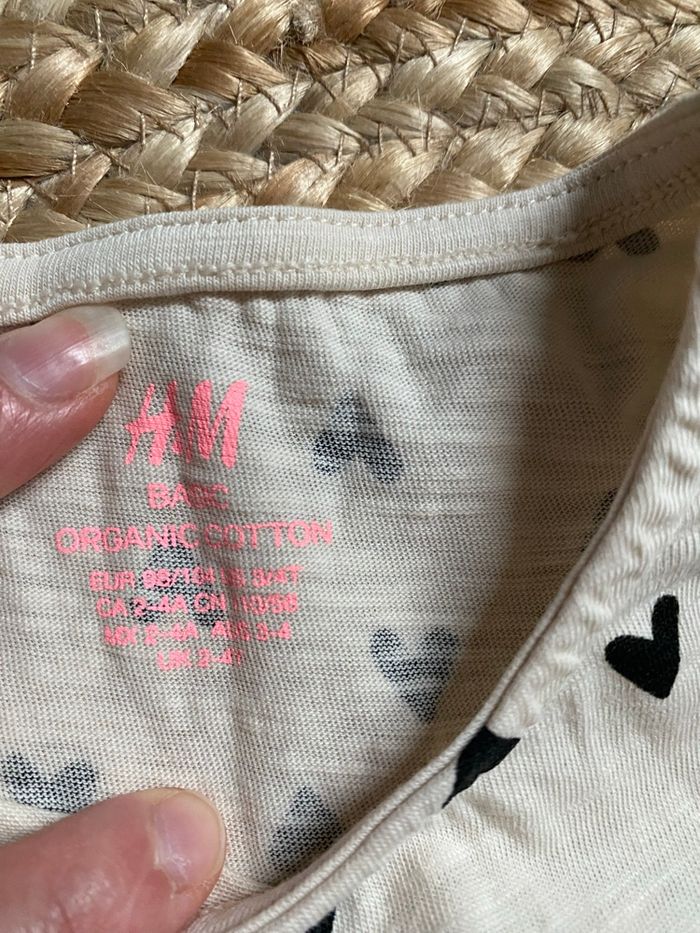 H&M
BASIC
ORGANIC COTTON
EUR 98/104 US 3/4T
CA 2-4A CN 110/56
MX 2-4A AUS 3-4
UK 2-4Y